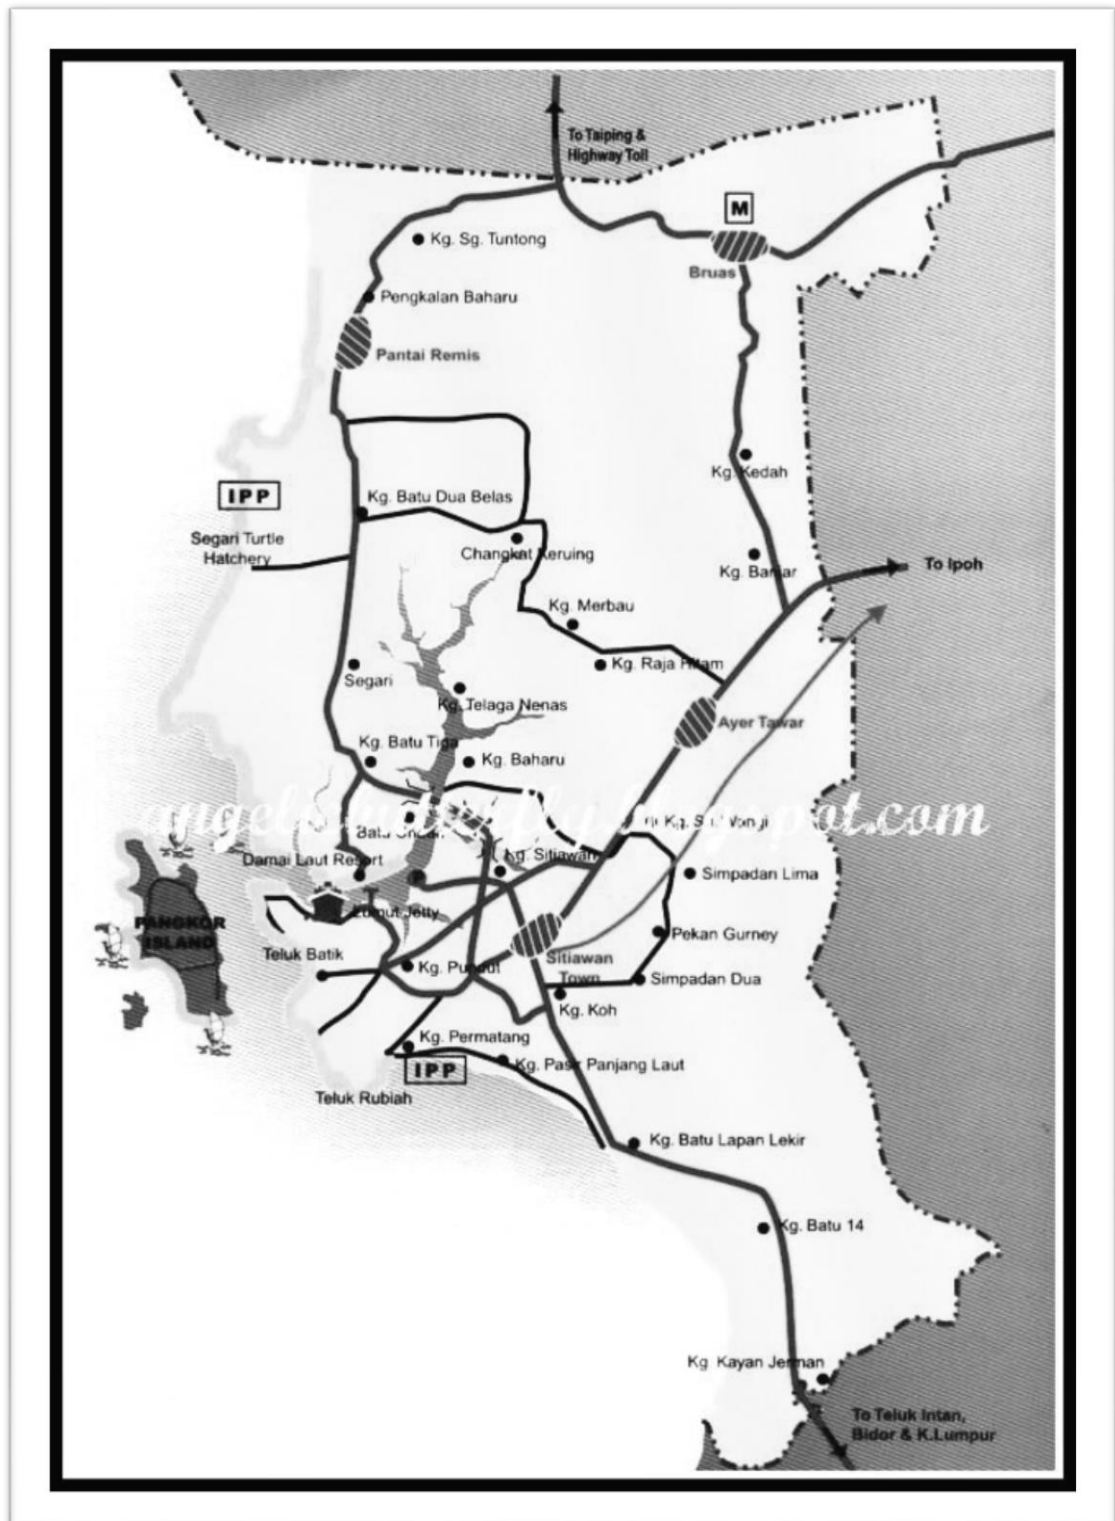 To Taiping &
Highway Toll
M
Kg. Sg. Tuntong
Bruas
Pengkalan Baharu
Pantai Remis
Kg. Kedah
IPP
Kg. Batu Dua Belas
Segari Turtle
Hatchery
Changkat Keruing
Kg. Banjar
To Ipoh
Kg. Merbau
Kg. Raja Hitam
Segari
Kg. Telaga Nenas
Ayer Tawar
Kg. Batu Tiga
Kg. Baharu
Batu
Kg.
Damai Laut Resort
Kg. Sitiawan
Simpadan Lima
Lumut Jetty
PANGKOR
ISLAND
Pekan Gurney
Teluk Batik
Kg. Pundut
Sitiawan
Town
Simpadan Dua
Kg. Koh
Kg. Permatang
IPP
Kg. Pasir Panjang Laut
Teluk Rubiah
Kg. Batu Lapan Lekir
Kg. Batu 14
Kg Kayan Jerman
To Teluk Intan,
Bidor & K.Lumpur